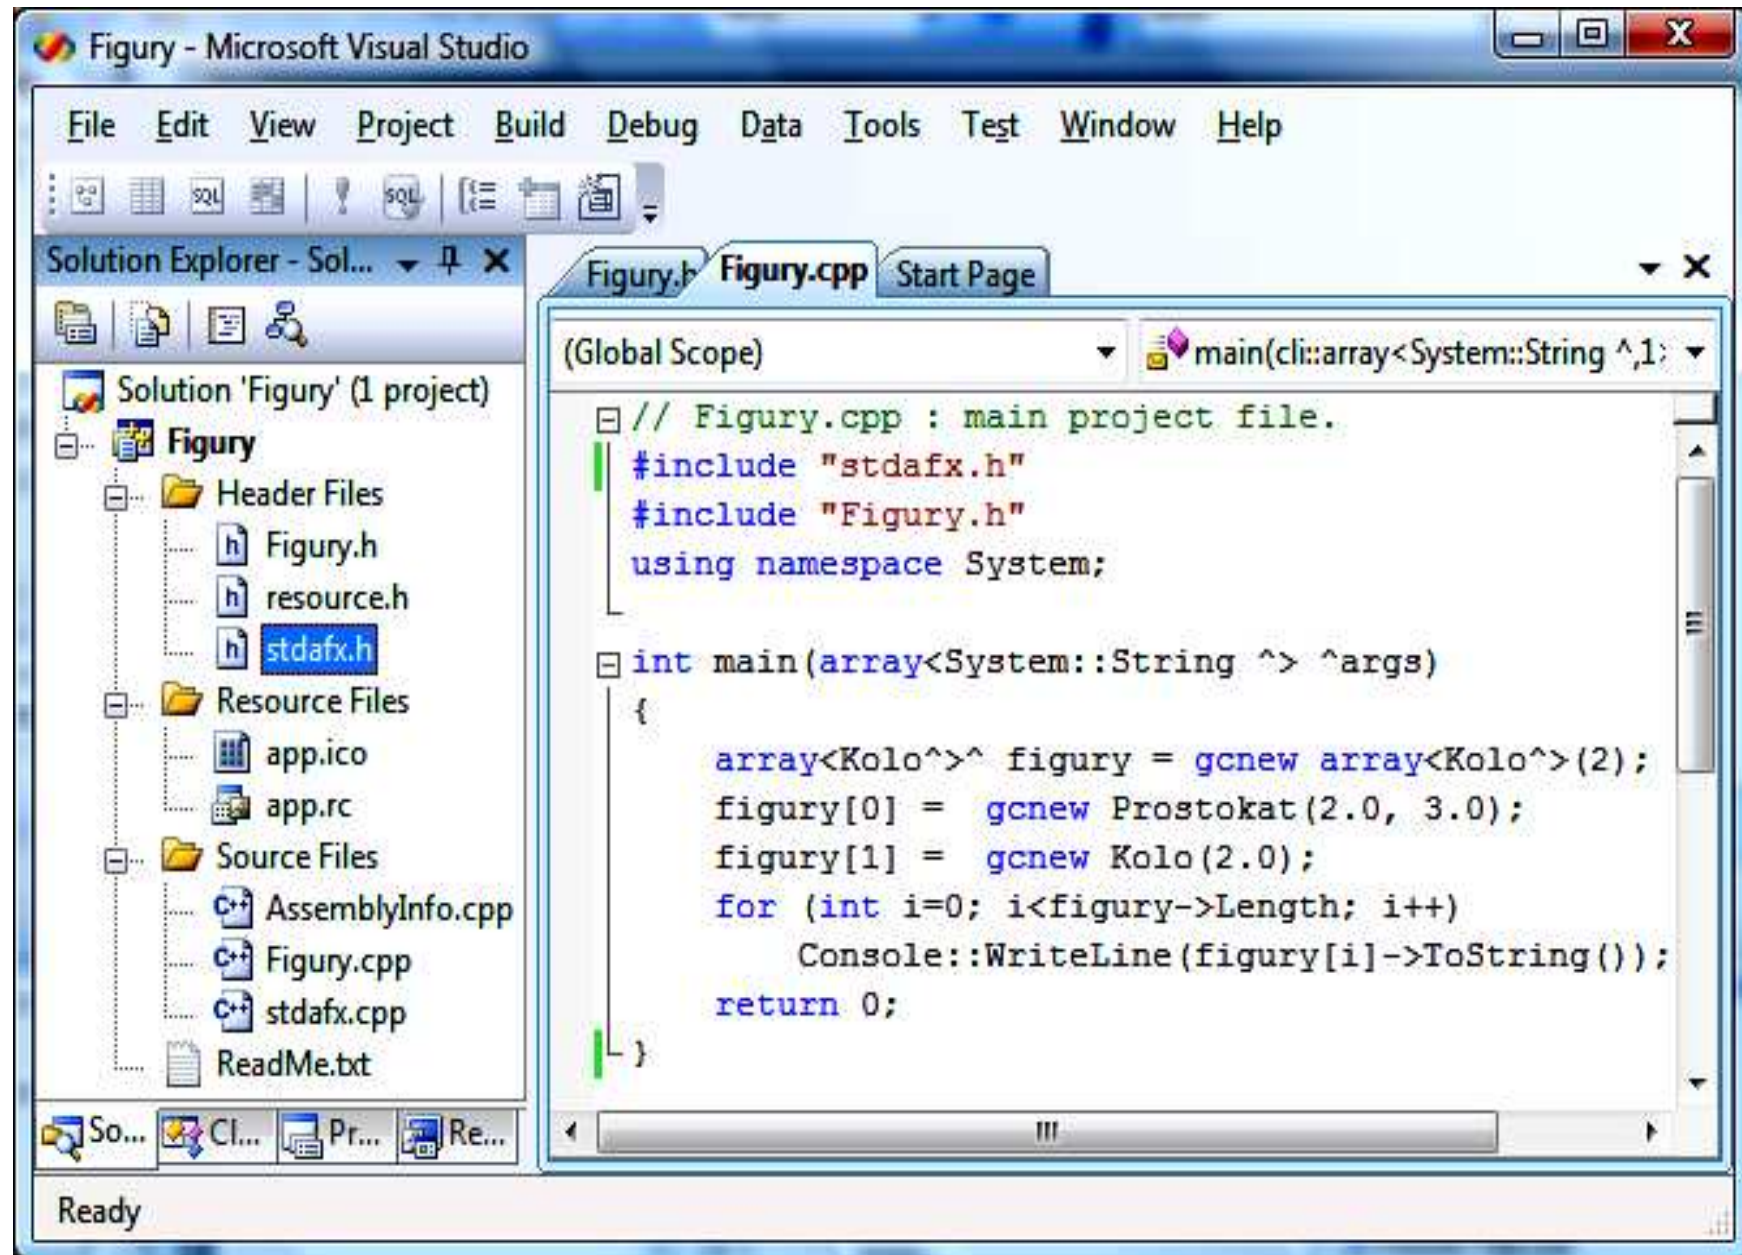 Figury - Microsoft Visual Studio
File Edit View Project Build Debug Data Tools Test Window Help
SQL SQL
Solution Explorer - Sol...
Solution 'Figury' (1 project)
Figury
Header Files
Figury.h
resource.h
stdafx.h
Resource Files
app.ico
app.rc
Source Files
AssemblyInfo.cpp
Figury.cpp
stdafx.cpp
ReadMe.txt
So... Cl... Pr... Re...
Figury.h Figury.cpp Start Page
(Global Scope) main(cli::array<System::String ^,1>
// Figury.cpp : main project file.
#include "stdafx.h"
#include "Figury.h"
using namespace System;
int main(array<System::String ^> ^args)
{
    array<Kolo^>^ figury = gcnew array<Kolo^>(2);
    figury[0] =  gcnew Prostokat(2.0, 3.0);
    figury[1] =  gcnew Kolo(2.0);
    for (int i=0; i<figury->Length; i++)
        Console::WriteLine(figury[i]->ToString());
    return 0;
}
Ready